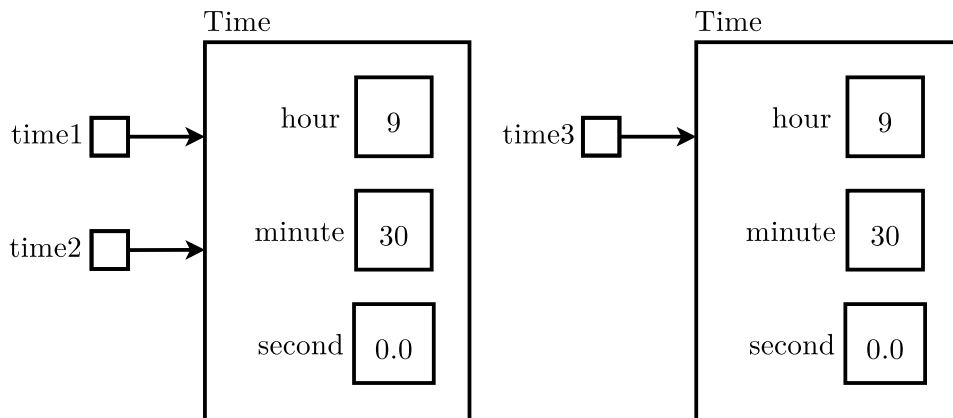 Time
time1
hour 9
time2
minute 30
second 0.0
Time
time3
hour 9
minute 30
second 0.0